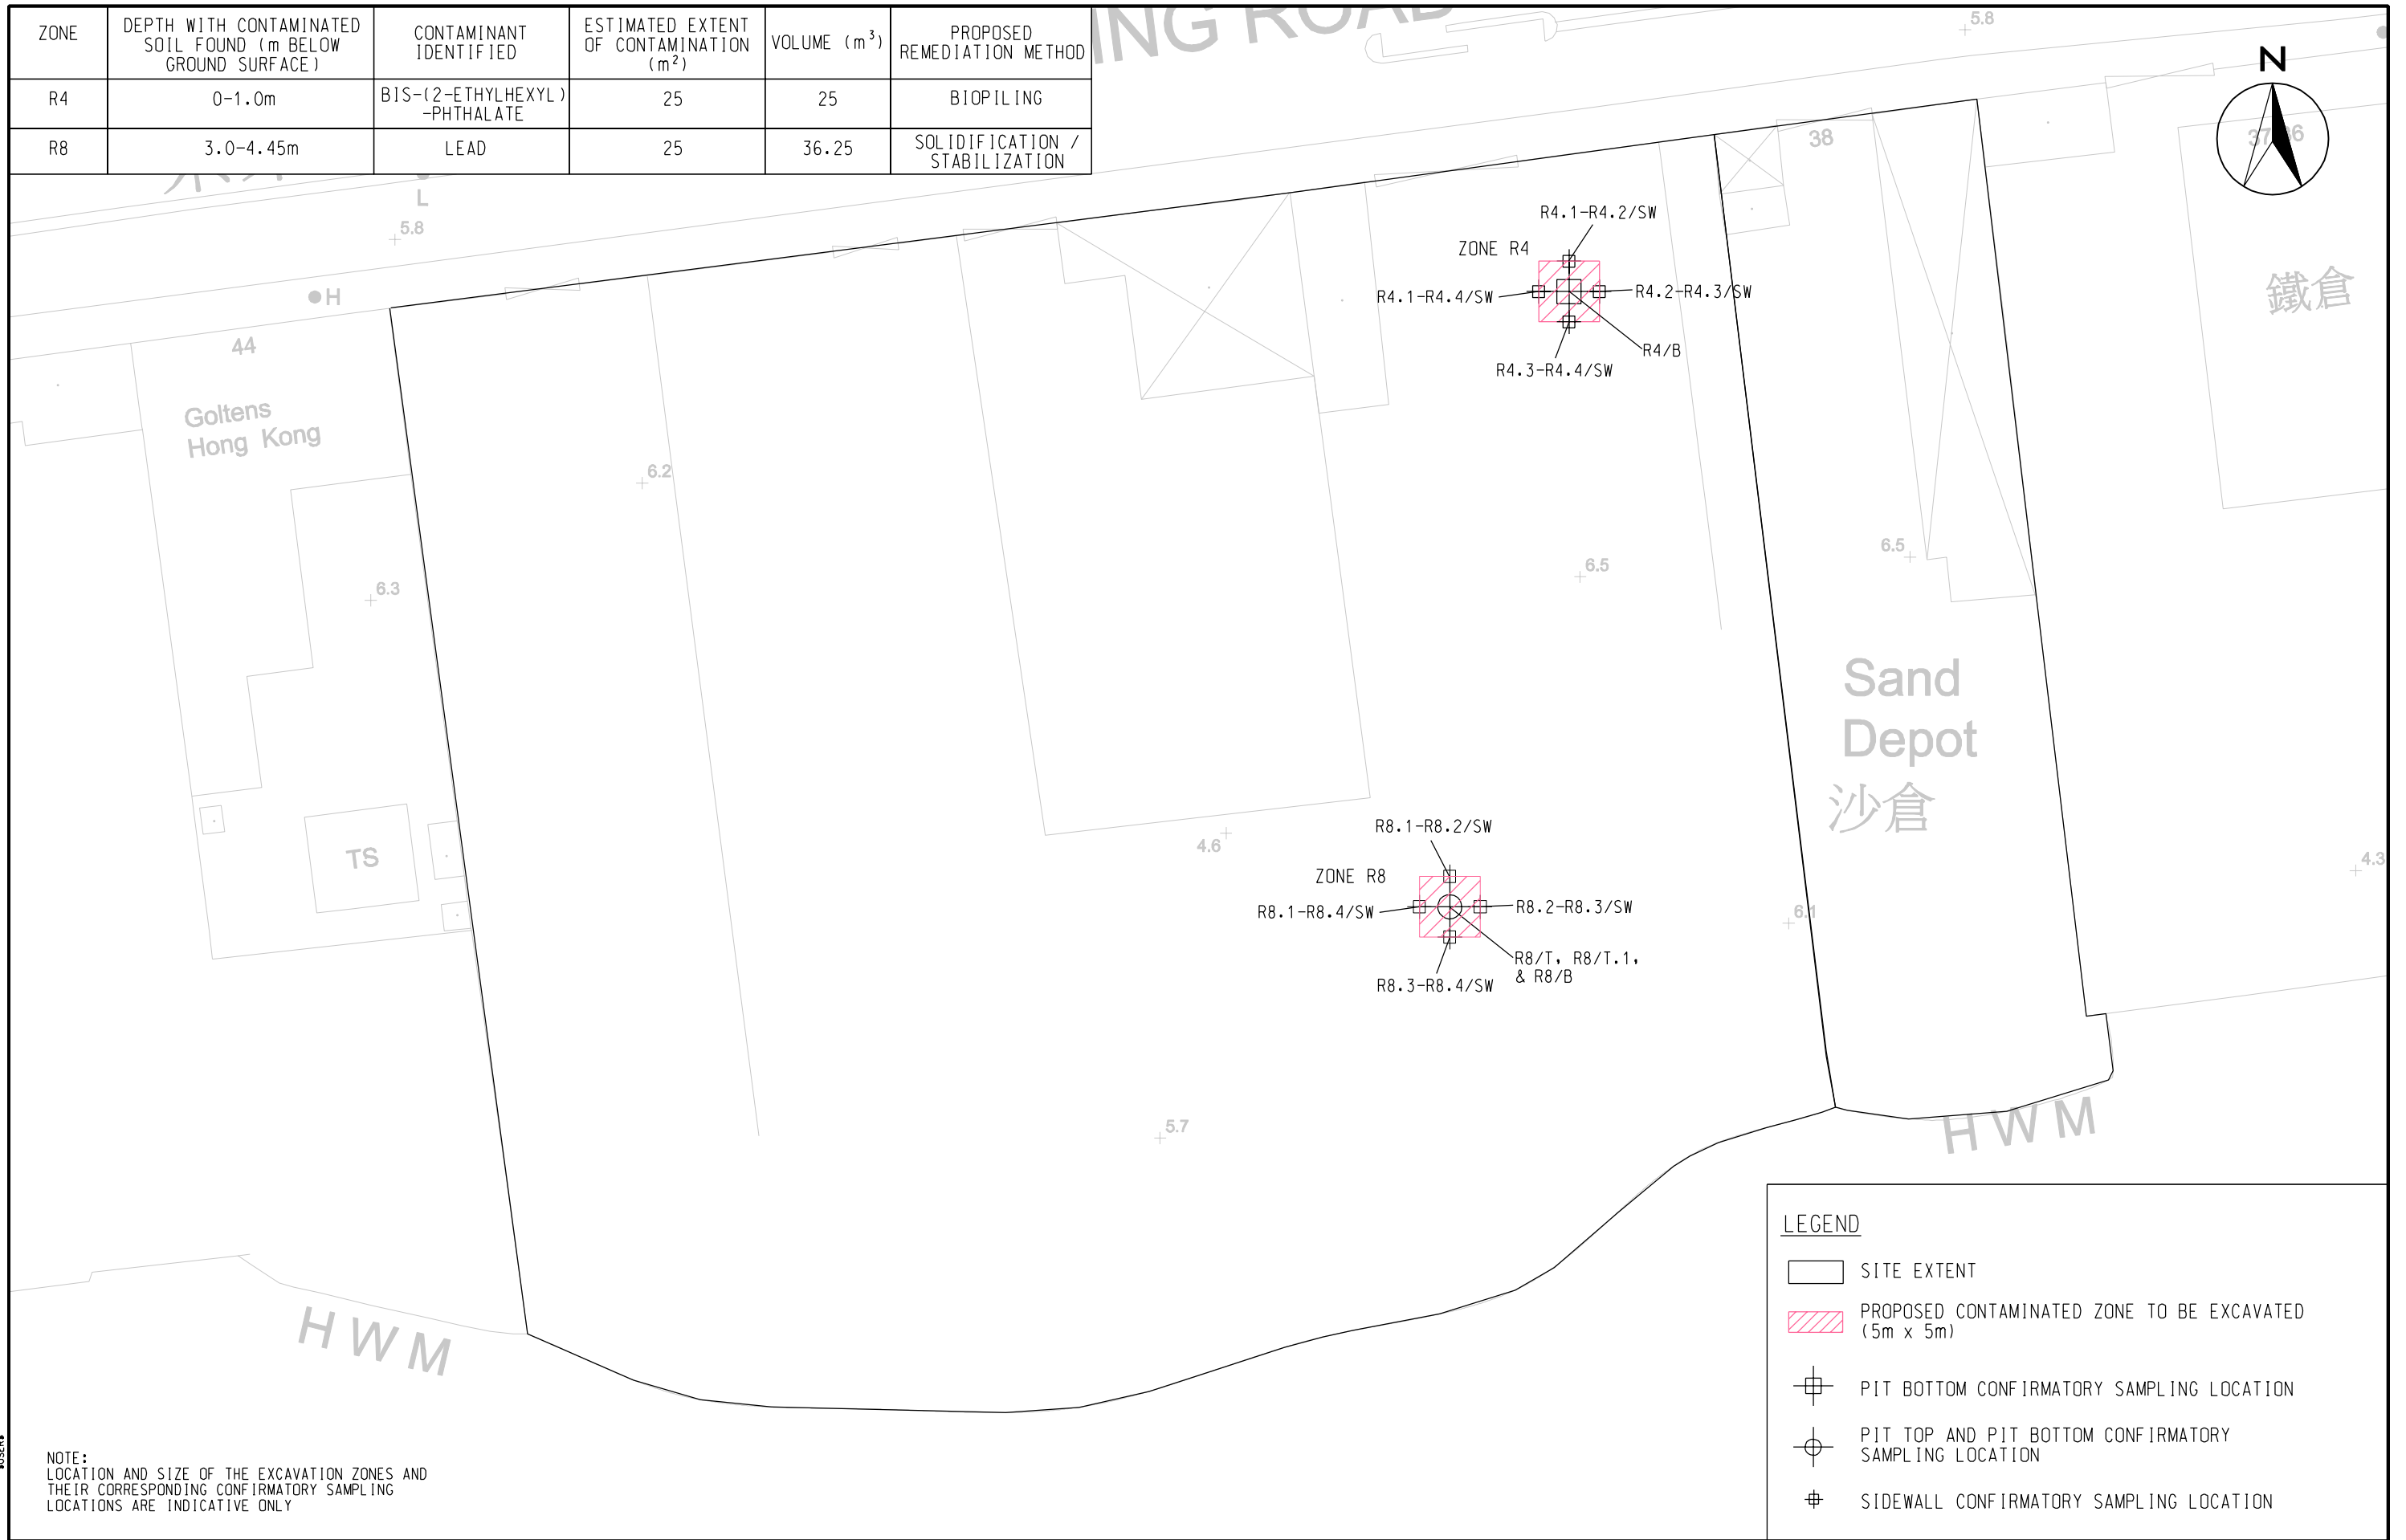 ZONE
DEPTH WITH CONTAMINATED
SOIL FOUND (m BELOW
GROUND SURFACE)
CONTAMINANT
IDENTIFIED
ESTIMATED EXTENT
OF CONTAMINATION
(m²)
VOLUME (m³)
PROPOSED
REMEDIATION METHOD
R4
0-1.0m
BIS-(2-ETHYLHEXYL)
-PHTHALATE
25
25
BIOPILING
R8
3.0-4.45m
LEAD
25
36.25
SOLIDIFICATION /
STABILIZATION
ING ROAD
5.8
N
38
L
5.8
R4.1-R4.2/SW
ZONE R4
R4.1-R4.4/SW
R4.2-R4.3/SW
R4/B
R4.3-R4.4/SW
鐵倉
H
44
Goltens
Hong Kong
6.2
6.3
6.5
6.5
Sand
Depot
沙倉
TS
4.6
4.3
R8.1-R8.2/SW
ZONE R8
R8.1-R8.4/SW
R8.2-R8.3/SW
6.1
R8/T, R8/T.1,
& R8/B
R8.3-R8.4/SW
5.7
HWM
HWM
LEGEND
SITE EXTENT
PROPOSED CONTAMINATED ZONE TO BE EXCAVATED
(5m x 5m)
PIT BOTTOM CONFIRMATORY SAMPLING LOCATION
PIT TOP AND PIT BOTTOM CONFIRMATORY
SAMPLING LOCATION
SIDEWALL CONFIRMATORY SAMPLING LOCATION
NOTE:
LOCATION AND SIZE OF THE EXCAVATION ZONES AND
THEIR CORRESPONDING CONFIRMATORY SAMPLING
LOCATIONS ARE INDICATIVE ONLY